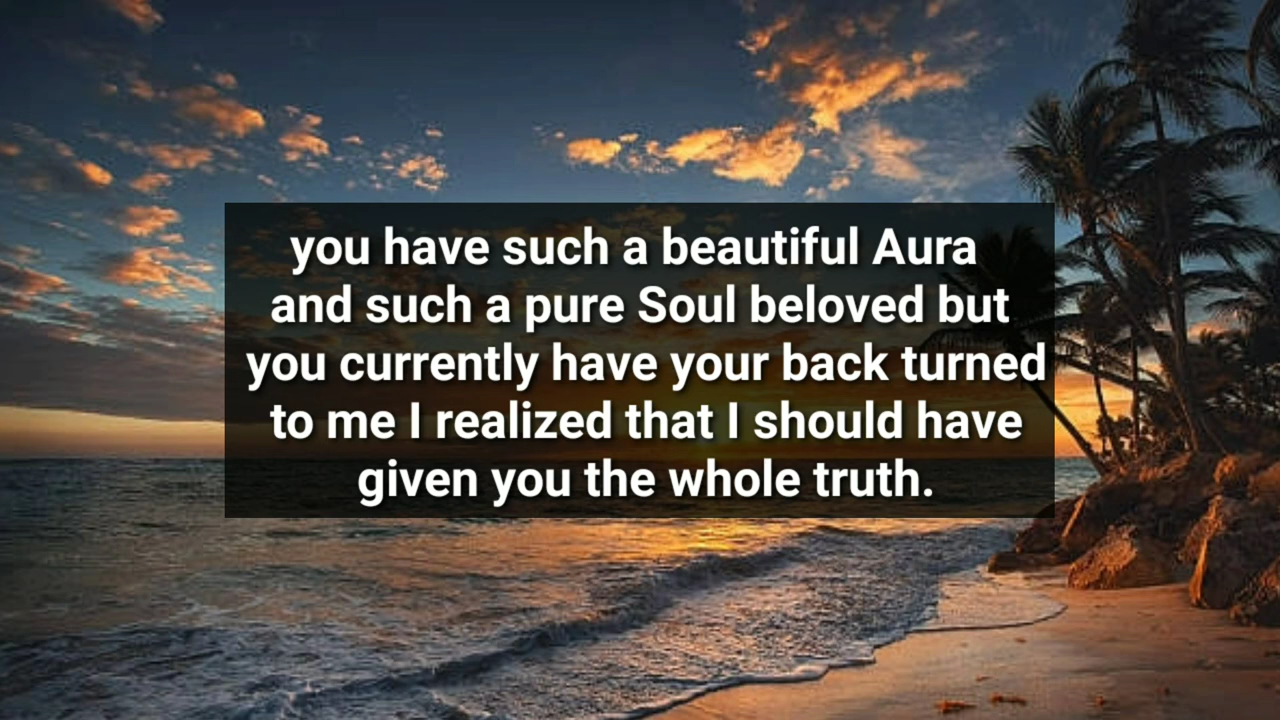 you have such a beautiful Aura
and such a pure Soul beloved but
you currently have your back turned
to me I realized that I should have
given you the whole truth.